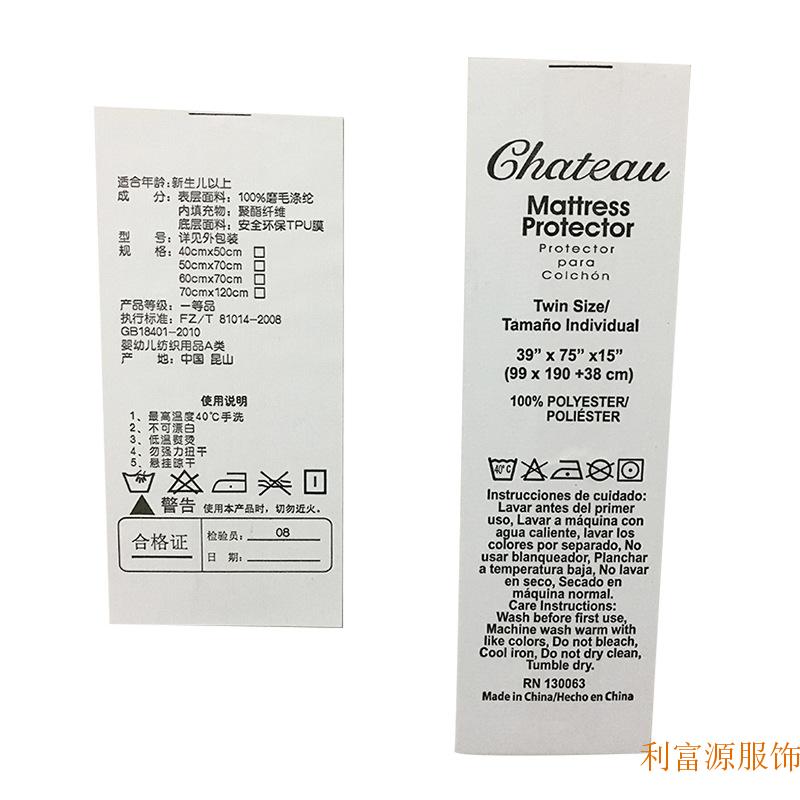 适合年龄:新生儿以上
成 分:表层面料:100%磨毛涤纶
内填充物:聚酯纤维
底层面料:安全环保TPU膜
型 号:详见外包装
规 格:40cmx50cm
50cmx70cm
60cmx70cm
70cmx120cm
产品等级:一等品
执行标准:FZ/T 81014-2008
GB18401-2010
婴幼儿纺织用品A类
产 地:中国 昆山
使用说明
1、最高温度40℃手洗
2、不可漂白
3、低温熨烫
4、勿强力扭干
5、悬挂晾干
警告 使用本产品时,切勿近火。
合格证
检验员: 08
日 期:
Chateau
Mattress
Protector
Protector
para
Colchón
Twin Size/
Tamaño Individual
39” x 75” x15”
(99 x 190 +38 cm)
100% POLYESTER/
POLIÉSTER
40°C
Instrucciones de cuidado:
Lavar antes del primer
uso, Lavar a máquina con
agua caliente, lavar los
colores por separado, No
usar blanqueador, Planchar
a temperatura baja, No lavar
en seco, Secado en
máquina normal.
Care Instructions:
Wash before first use,
Machine wash warm with
like colors, Do not bleach,
Cool iron, Do not dry clean,
Tumble dry.
RN 130063
Made in China/Hecho en China
利富源服饰